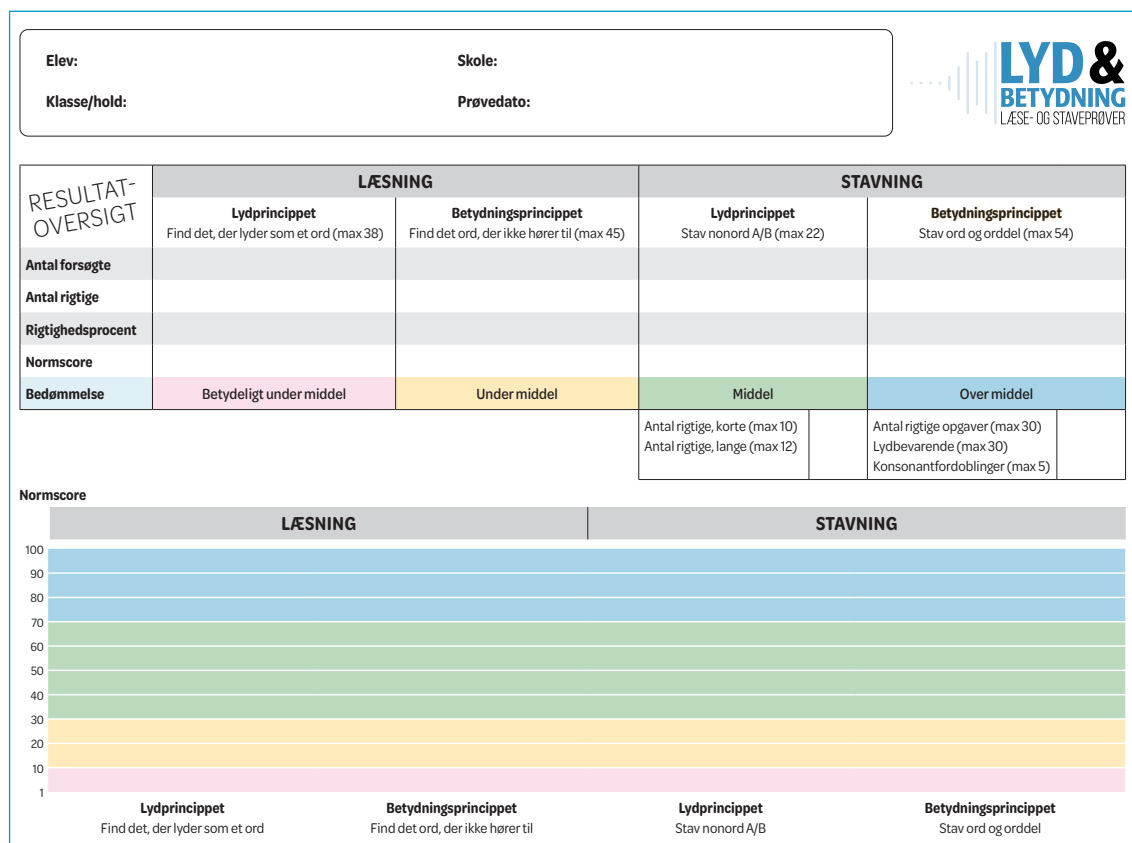 Elev:
Skole:
Klasse/hold:
Prøvedato:
LYD &
BETYDNING
LÆSE- OG STAVEPRØVER
RESULTAT-
OVERSIGT
LÆSNING
STAVNING
Lydprincippet
Find det, der lyder som et ord (max 38)
Betydningsprincippet
Find det ord, der ikke hører til (max 45)
Lydprincippet
Stav nonord A/B (max 22)
Betydningsprincippet
Stav ord og orddel (max 54)
Antal forsøgte
Antal rigtige
Rigtighedsprocent
Normscore
Bedømmelse
Betydeligt under middel
Under middel
Middel
Over middel
Antal rigtige, korte (max 10)
Antal rigtige, lange (max 12)
Antal rigtige opgaver (max 30)
Lydbevarende (max 30)
Konsonantfordoblinger (max 5)
Normscore
LÆSNING
STAVNING
100
90
80
70
60
50
40
30
20
10
1
Lydprincippet
Find det, der lyder som et ord
Betydningsprincippet
Find det ord, der ikke hører til
Lydprincippet
Stav nonord A/B
Betydningsprincippet
Stav ord og orddel